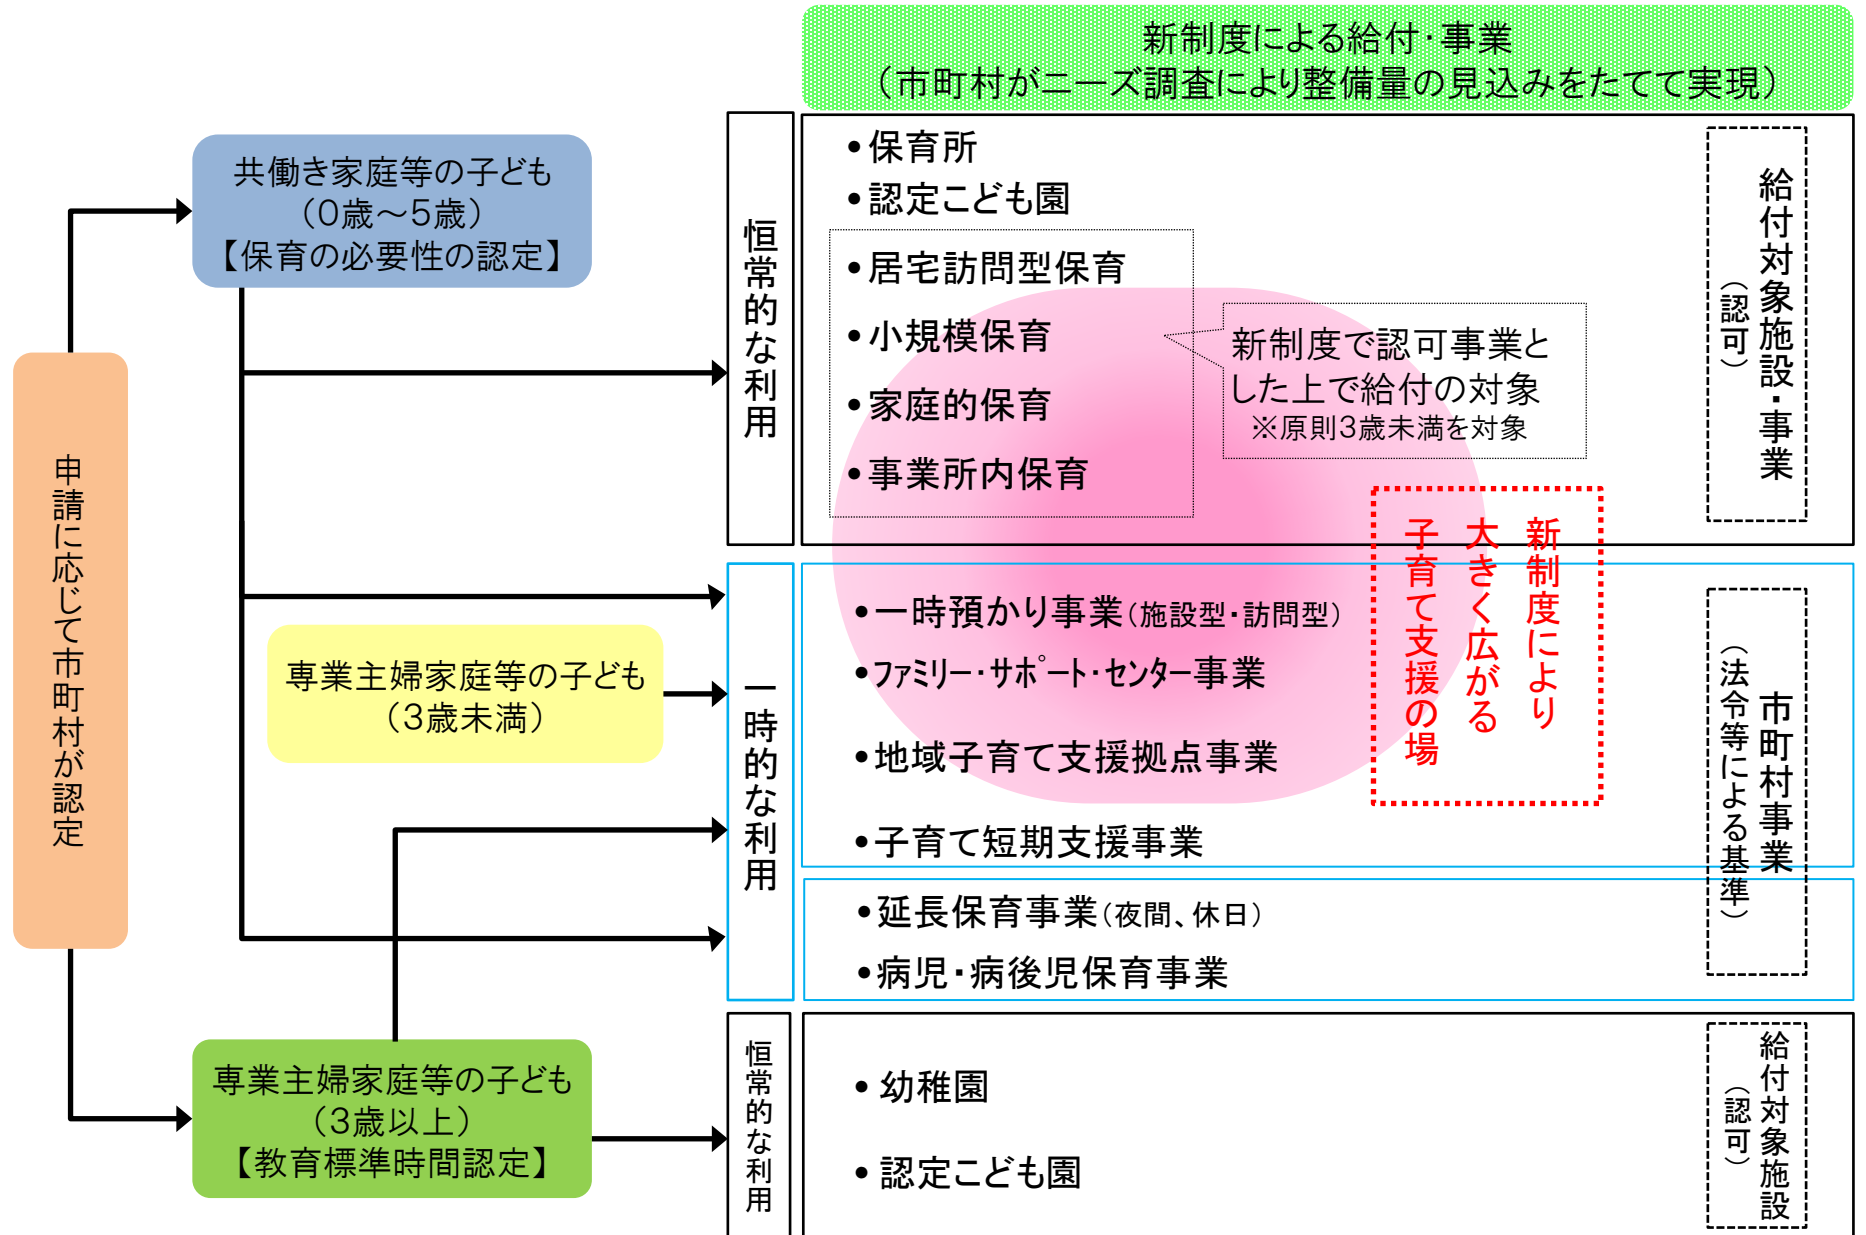 新制度による給付・事業
（市町村がニーズ調査により整備量の見込みをたてて実現）
申請に応じて市町村が認定
共働き家庭等の子ども
（０歳～５歳）
【保育の必要性の認定】
専業主婦家庭等の子ども
（３歳未満）
専業主婦家庭等の子ども
（３歳以上）
【教育標準時間認定】
恒常的な利用
•保育所
•認定こども園
•居宅訪問型保育
•小規模保育
•家庭的保育
•事業所内保育
新制度で認可事業と
した上で給付の対象
※原則３歳未満を対象
給付対象施設・事業
（認可）
新制度により
大きく広がる
子育て支援の場
一時的な利用
•一時預かり事業（施設型・訪問型）
•ﾌｧﾐﾘｰ・ｻﾎﾟｰﾄ・ｾﾝﾀｰ事業
•地域子育て支援拠点事業
•子育て短期支援事業
•延長保育事業（夜間、休日）
•病児・病後児保育事業
市町村事業
（法令等による基準）
恒常的な利用
•幼稚園
•認定こども園
給付対象施設
（認可）